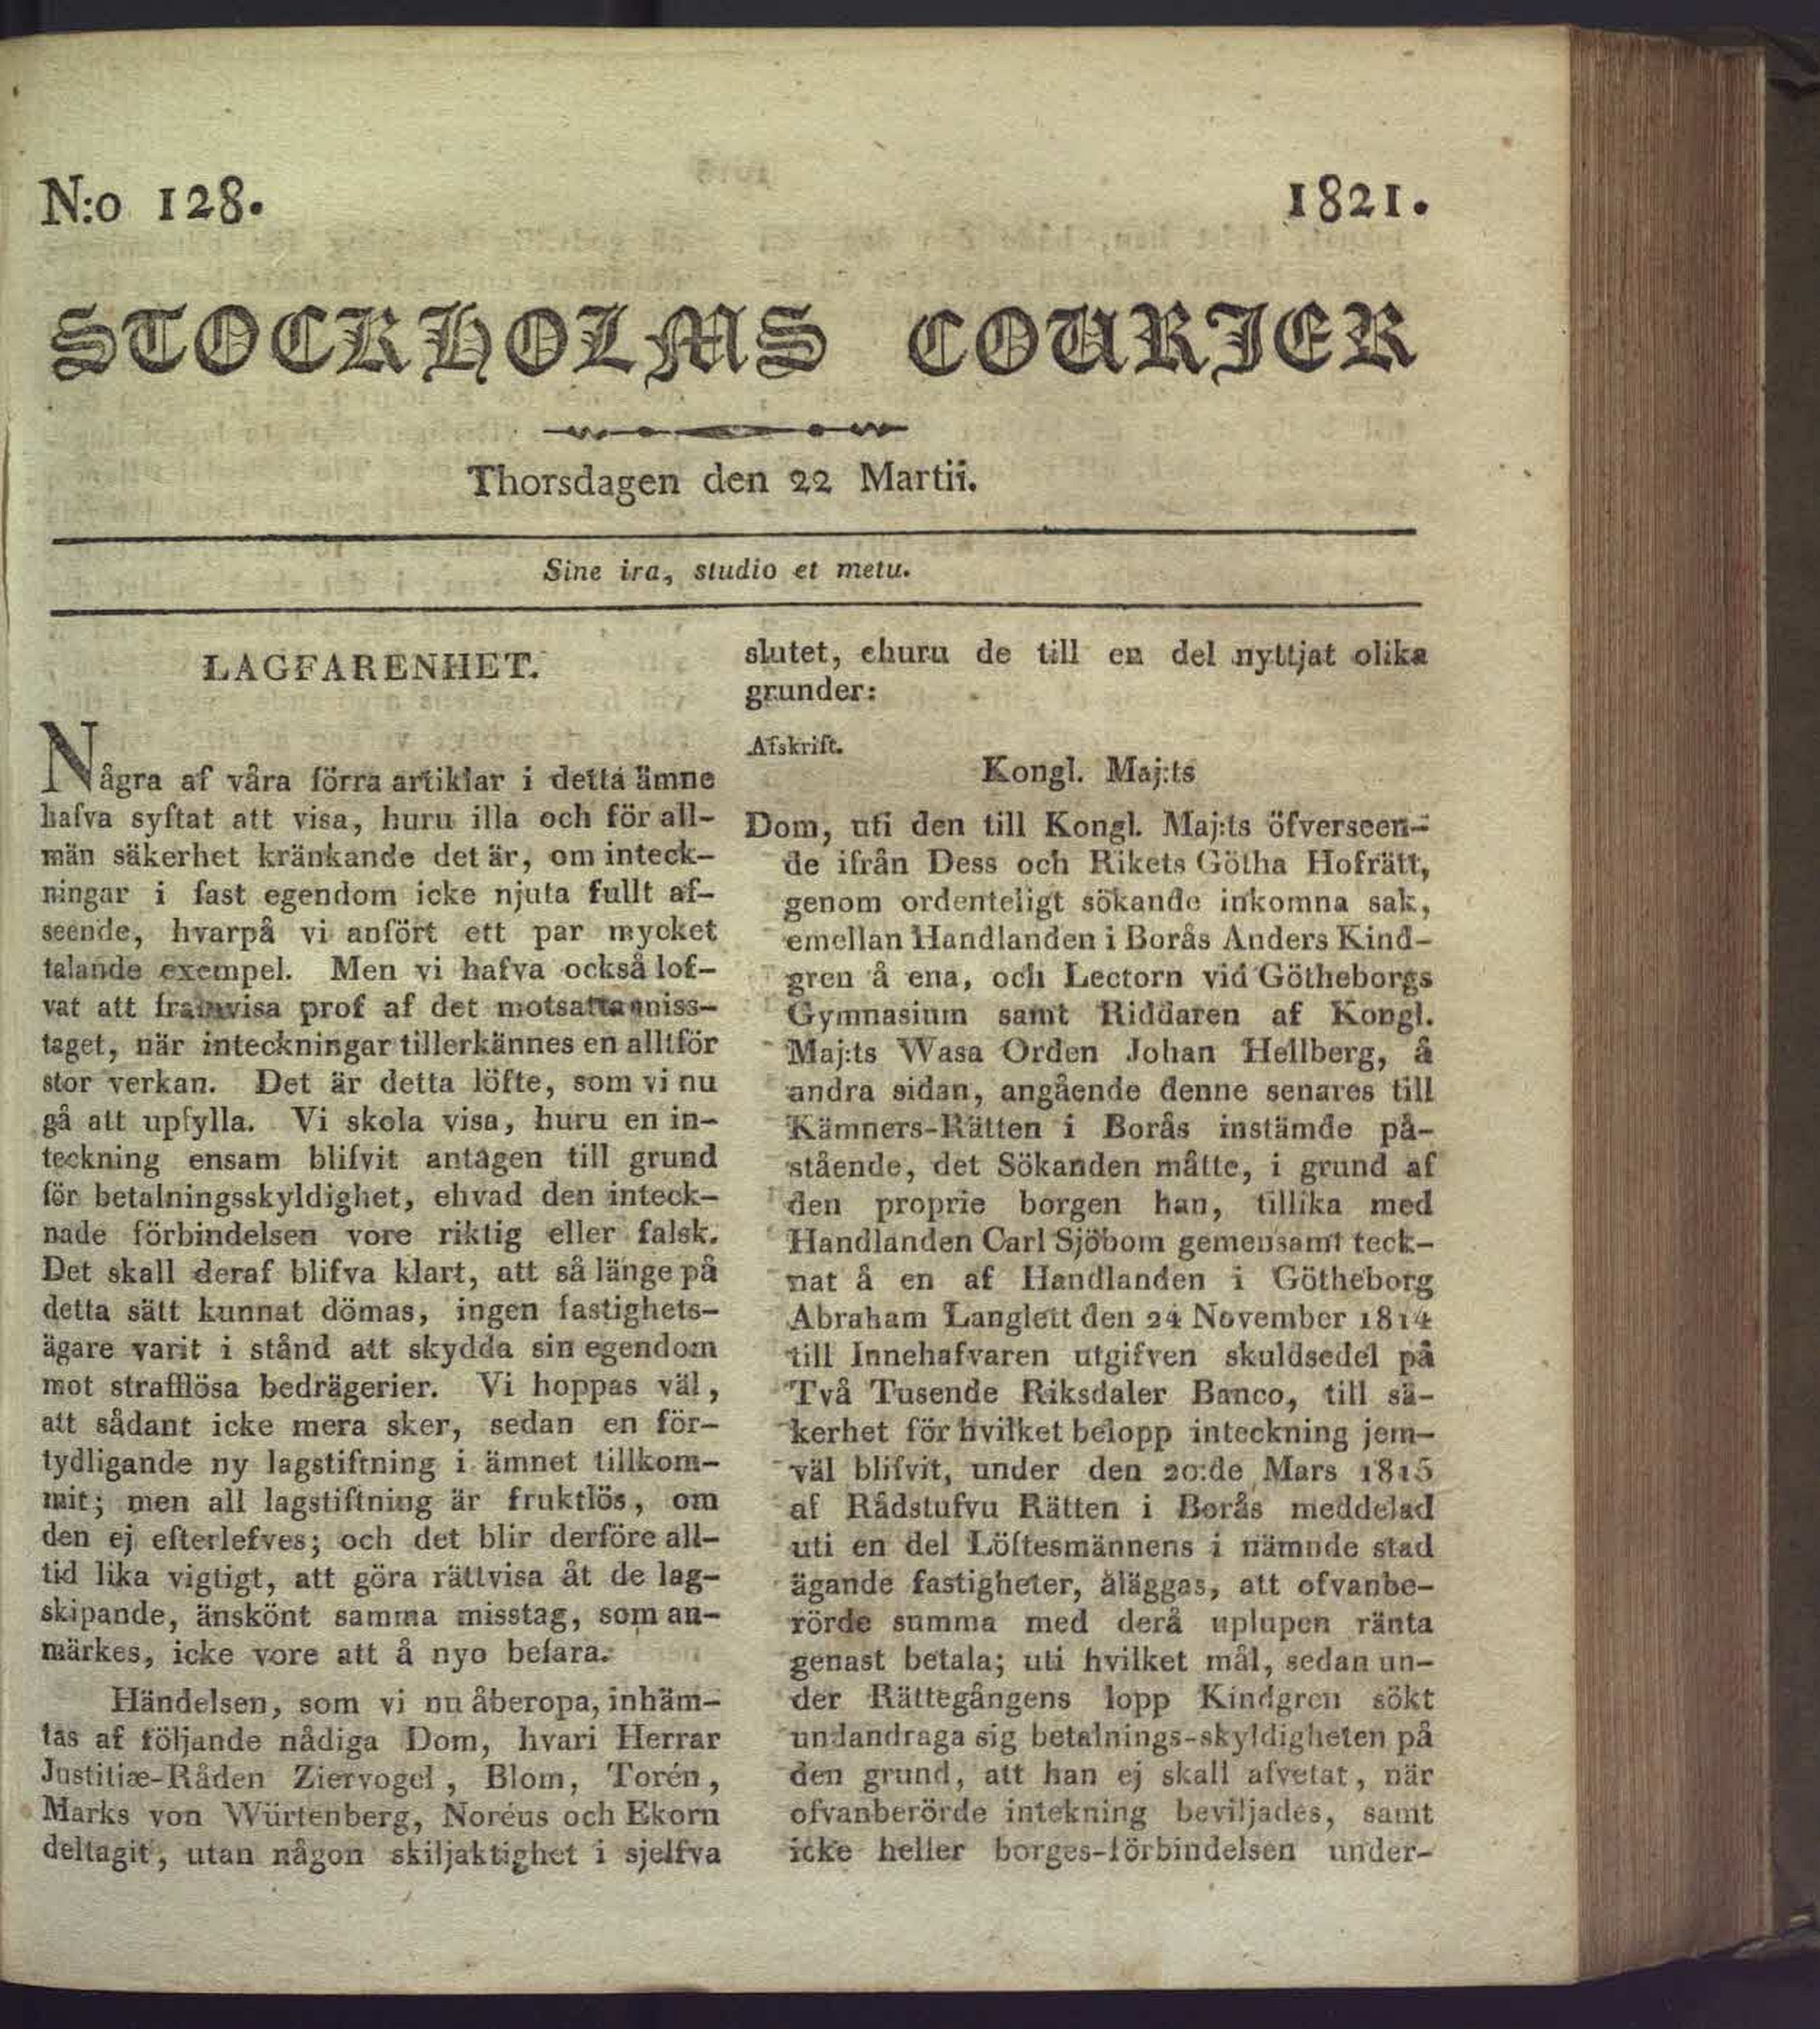 N:o 128.
1821.
STOCKHOLMS COURIER
Thorsdagen den 22 Martii.
Sine ira, studio et metu.
LAGFARENHET.
Några af våra förra artiklar i detta ämne
hafva syftat att visa, huru illa och för all-
män säkerhet kränkande det är, om inteck-
ningar i fast egendom icke njuta fullt af-
seende, hvarpå vi anfört ett par mycket
talande exempel. Men vi hafva också lof-
vat att framvisa prof af det motsatta miss-
taget, när inteckningar tillerkännes en alltför
stor verkan. Det är detta löfte, som vi nu
gå att upfylla. Vi skola visa, huru en in-
teckning ensam blifvit antagen till grund
för betalningsskyldighet, ehvad den inteck-
nade förbindelsen vore riktig eller falsk.
Det skall deraf blifva klart, att så länge på
detta sätt kunnat dömas, ingen fastighets-
ägare varit i stånd att skydda sin egendom
mot strafflösa bedrägerier. Vi hoppas väl,
att sådant icke mera sker, sedan en för-
tydligande ny lagstiftning i ämnet tillkom-
mit; men all lagstiftning är fruktlös, om
den ej efterlefves; och det blir derföre all-
tid lika vigtigt, att göra rättvisa åt de lag-
skipande, änskönt samma misstag, som an-
märkes, icke vore att å nyo befara.
Händelsen, som vi nu åberopa, inhäm-
tas af följande nådiga Dom, hvari Herrar
Justitiæ-Råden Ziervogel, Blom, Torén,
Marks von Würtenberg, Noréus och Ekorn
deltagit, utan någon skiljaktighet i sjelfva
slutet, ehuru de till en del nyttjat olika
grunder:
Afskrift.
Kongl. Maj:ts
Dom, uti den till Kongl. Maj:ts öfverseen-
de ifrån Dess och Rikets Götha Hofrätt,
genom ordenteligt sökande inkomna sak,
emellan Handlanden i Borås Anders Kind-
gren å ena, och Lectorn vid Götheborgs
Gymnasium samt Riddaren af Kongl.
Maj:ts Wasa Orden Johan Hellberg, å
andra sidan, angående denne senares till
Kämners-Rätten i Borås instämde på-
stående, det Sökanden måtte, i grund af
den proprie borgen han, tillika med
Handlanden Carl Sjöbom gemensamt teck-
nat å en af Handlanden i Götheborg
Abraham Langlett den 24 November 1814
till Innehafvaren utgifven skuldsedel på
Två Tusende Riksdaler Banco, till sä-
kerhet för hvilket belopp inteckning jem-
väl blifvit, under den 20:de Mars 1815
af Rådstufvu Rätten i Borås meddelad
uti en del Löftesmännens i nämnde stad
ägande fastigheter, åläggas, att ofvanbe-
rörde summa med derå uplupen ränta
genast betala; uti hvilket mål, sedan un-
der Rättegångens lopp Kindgren sökt
undandraga sig betalnings-skyldigheten på
den grund, att han ej skall afvetat, när
ofvanberörde intekning beviljades, samt
icke heller borges-förbindelsen under-